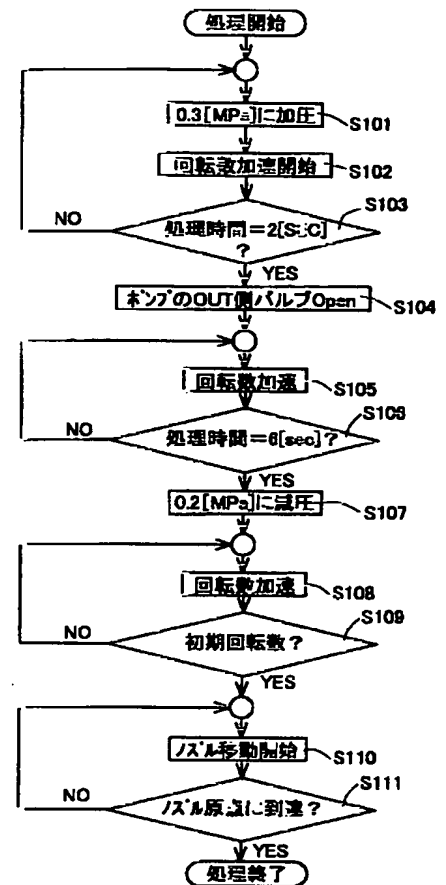 処理開始
0.3[MPa]に加圧
S101
回転数加速開始
S102
S103
処理時間=2[SEC]
?
NO
YES
ポンプのOUT側バルブOpen
S104
回転数加速
S105
S106
処理時間=6[sec]?
NO
YES
0.2[MPa]に減圧
S107
回転数加速
S108
S109
初期回転数?
NO
YES
ノズル移動開始
S110
S111
ノズル原点に到達?
NO
YES
処理終了